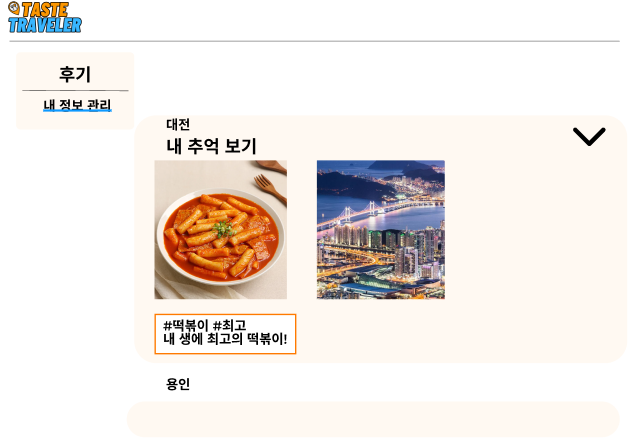 TASTE
TRAVELER
후기
내 정보 관리
대전
내 추억 보기
#떡볶이 #최고
내 생에 최고의 떡볶이!
용인